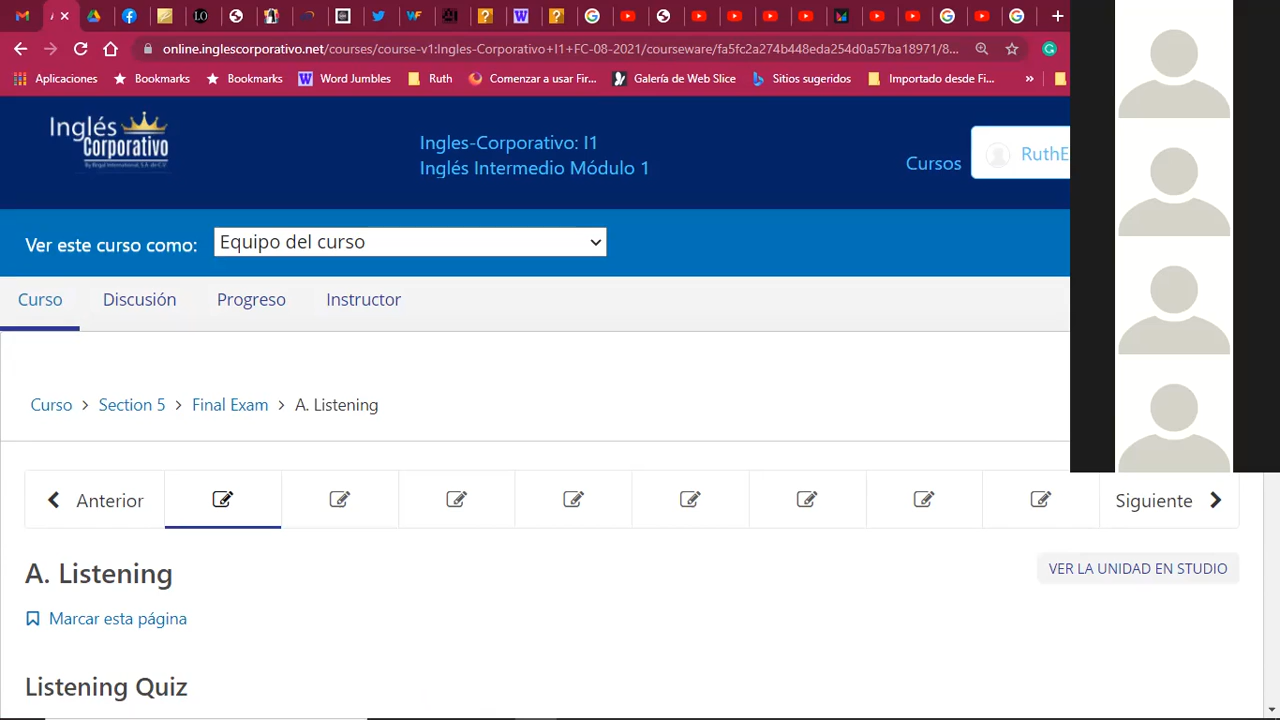 online.inglescorporativo.net/courses/course-v1:Ingles-Corporativo+I1+FC-08-2021/courseware/fa5fc2a274b448eda254d0a57ba18971/8...
Aplicaciones Bookmarks Bookmarks Word Jumbles Ruth Comenzar a usar Fir... Galería de Web Slice Sitios sugeridos Importado desde Fi... »
Inglés
Corporativo
Ingles-Corporativo: I1
Inglés Intermedio Módulo 1
Cursos
RuthE
Ver este curso como:
Equipo del curso
Curso Discusión Progreso Instructor
Curso > Section 5 > Final Exam > A. Listening
Anterior
Siguiente
A. Listening
VER LA UNIDAD EN STUDIO
Marcar esta página
Listening Quiz